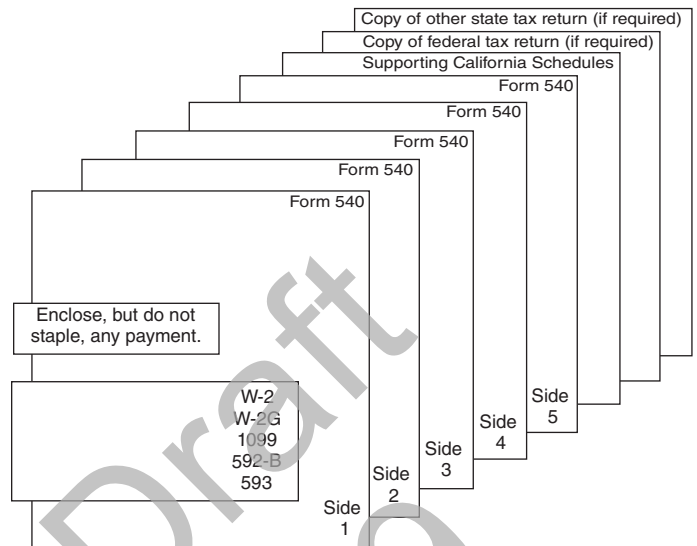 Copy of other state tax return (if required)
Copy of federal tax return (if required)
Supporting California Schedules
Form 540
Form 540
Form 540
Form 540
Form 540
Enclose, but do not
staple, any payment.
W-2
W-2G
1099
592-B
593
Side
1
Side
2
Side
3
Side
4
Side
5
Draft